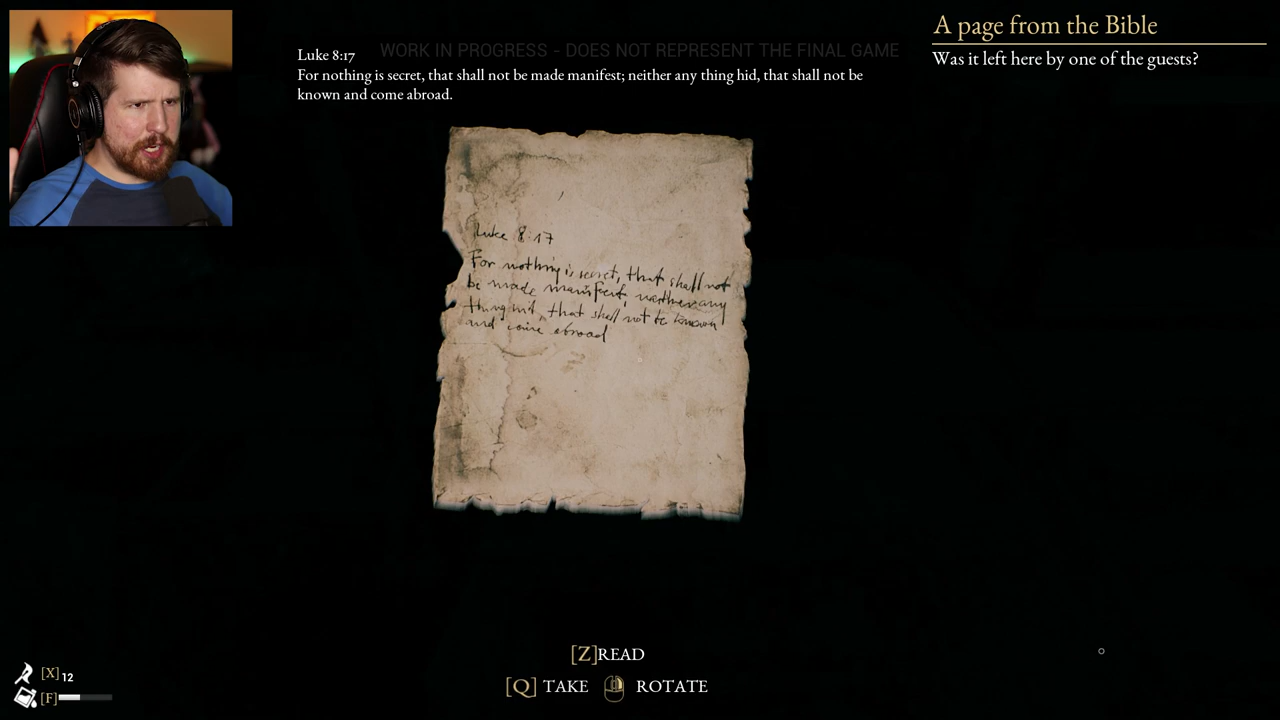 WORK IN PROGRESS - DOES NOT REPRESENT THE FINAL GAME
Luke 8:17
For nothing is secret, that shall not be made manifest; neither any thing hid, that shall not be
known and come abroad.
A page from the Bible
Was it left here by one of the guests?
Luke 8:17
For nothing is secret, that shall not
be made manifest, neither any
thing hid, that shall not be known
and come abroad
[Z]READ
[Q] TAKE ROTATE
[X] 12
[F]